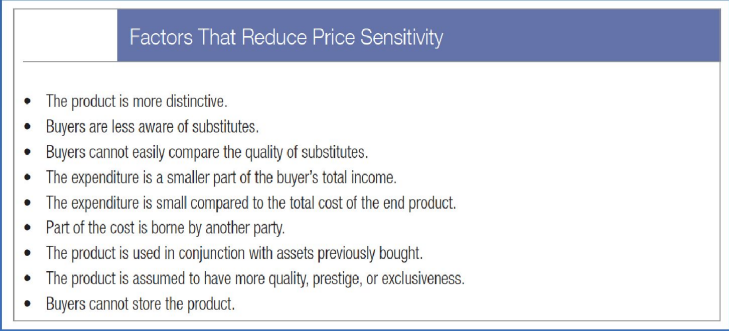 Factors That Reduce Price Sensitivity
• The product is more distinctive.
• Buyers are less aware of substitutes.
• Buyers cannot easily compare the quality of substitutes.
• The expenditure is a smaller part of the buyer's total income.
• The expenditure is small compared to the total cost of the end product.
• Part of the cost is borne by another party.
• The product is used in conjunction with assets previously bought.
• The product is assumed to have more quality, prestige, or exclusiveness.
• Buyers cannot store the product.